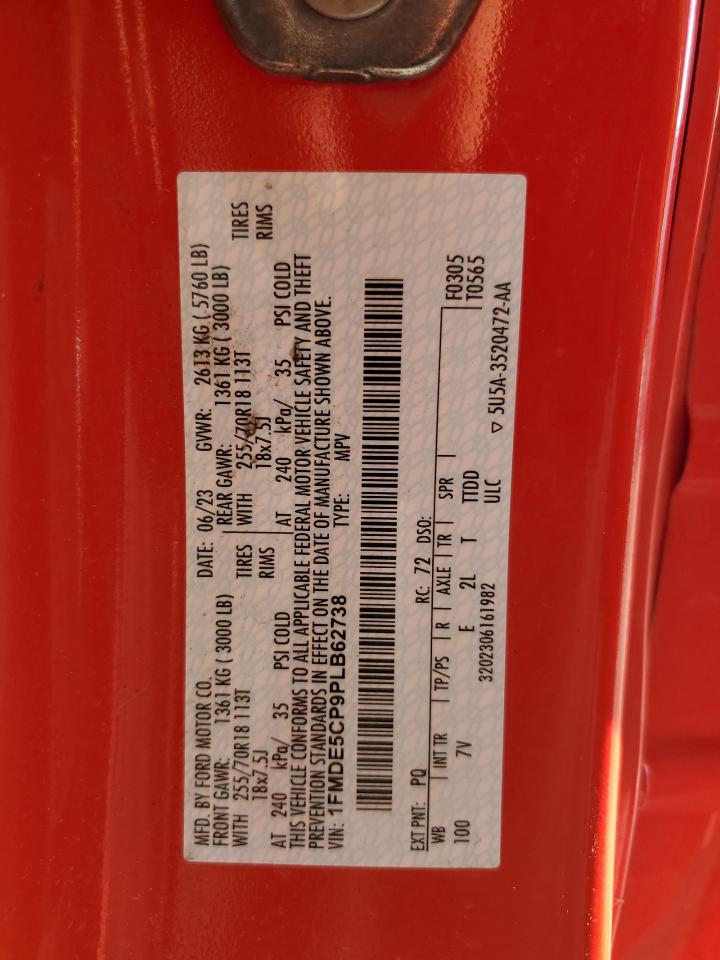 MFD. BY FORD MOTOR CO.
DATE: 06/23 GVWR: 2613 KG ( 5760 LB)
FRONT GAWR: 1361 KG ( 3000 LB)
REAR GAWR: 1361 KG ( 3000 LB)
WITH 255/70R18 113T TIRES
WITH 255/70R18 113T TIRES
18x7.5J RIMS
18x7.5J RIMS
AT 240 kPa/ 35 PSI COLD
AT 240 kPa/ 35 PSI COLD
THIS VEHICLE CONFORMS TO ALL APPLICABLE FEDERAL MOTOR VEHICLE SAFETY AND THEFT
PREVENTION STANDARDS IN EFFECT ON THE DATE OF MANUFACTURE SHOWN ABOVE.
VIN: 1FMDE5CP9PLB62738 TYPE: MPV
EXT PNT: PQ RC: 72 DSO: F0305
WB INT TR TP/PS R AXLE TR SPR T0565
100 7V E 2L T TTDD
3202306161982 ULC ▽ 5U5A-3520472-AA